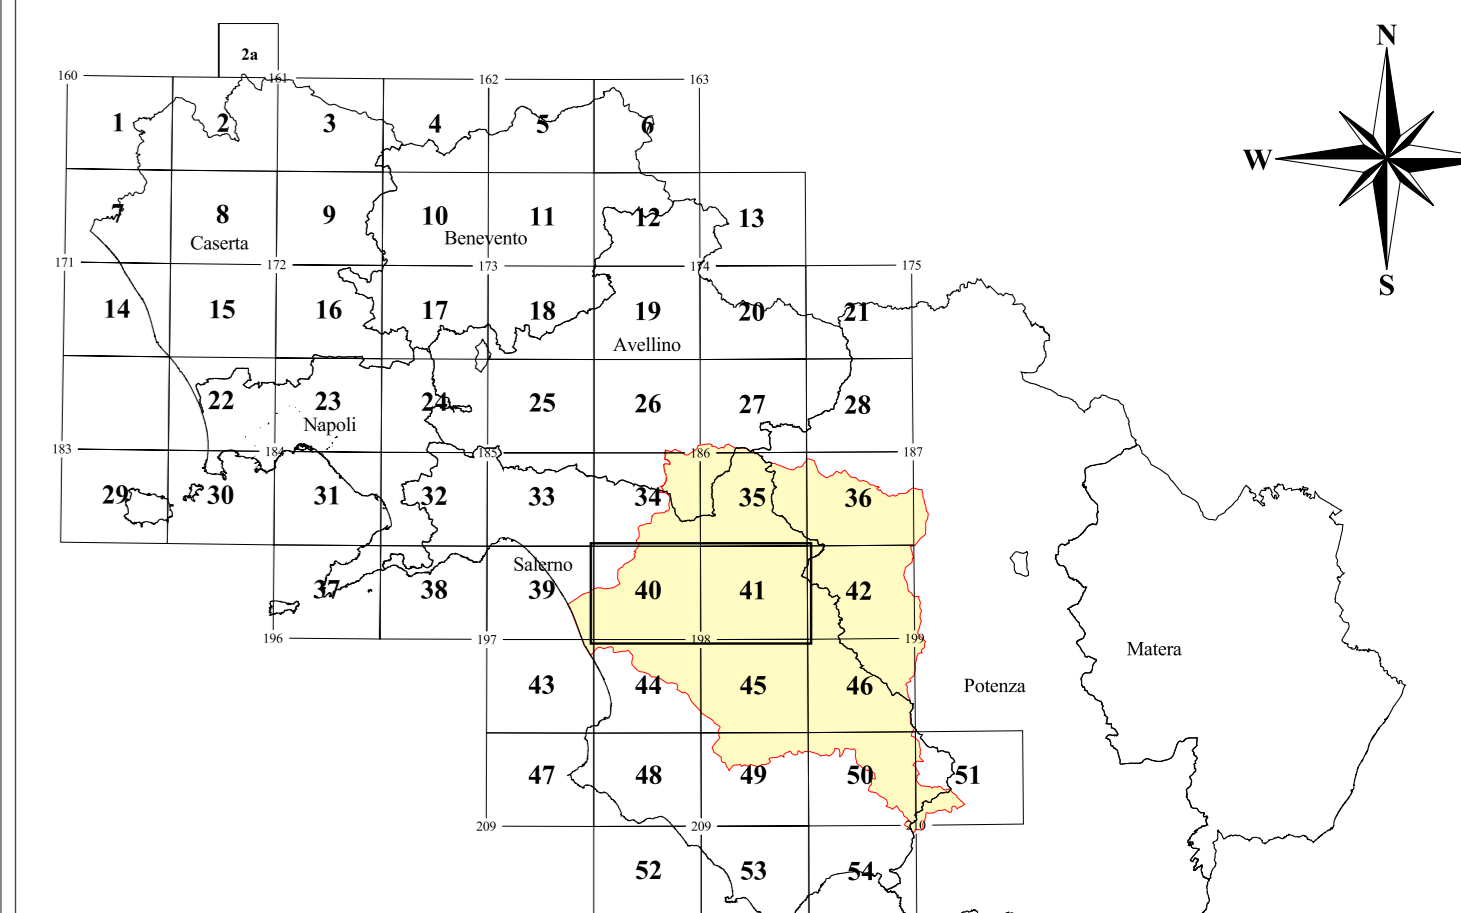 N
2a
160 161 162 163
1 2 3 4 5 6
W
7 8 9 10 11 12 13
Caserta Benevento
171 172 173 174 175
S
14 15 16 17 18 19 20 21
Avellino
22 23 24 25 26 27 28
Napoli
183 184 185 186 187
29 30 31 32 33 34 35 36
Salerno
37 38 39 40 41 42
196 197 198 199
Matera
43 44 45 46 Potenza
47 48 49 50 51
209 209 210
52 53 54